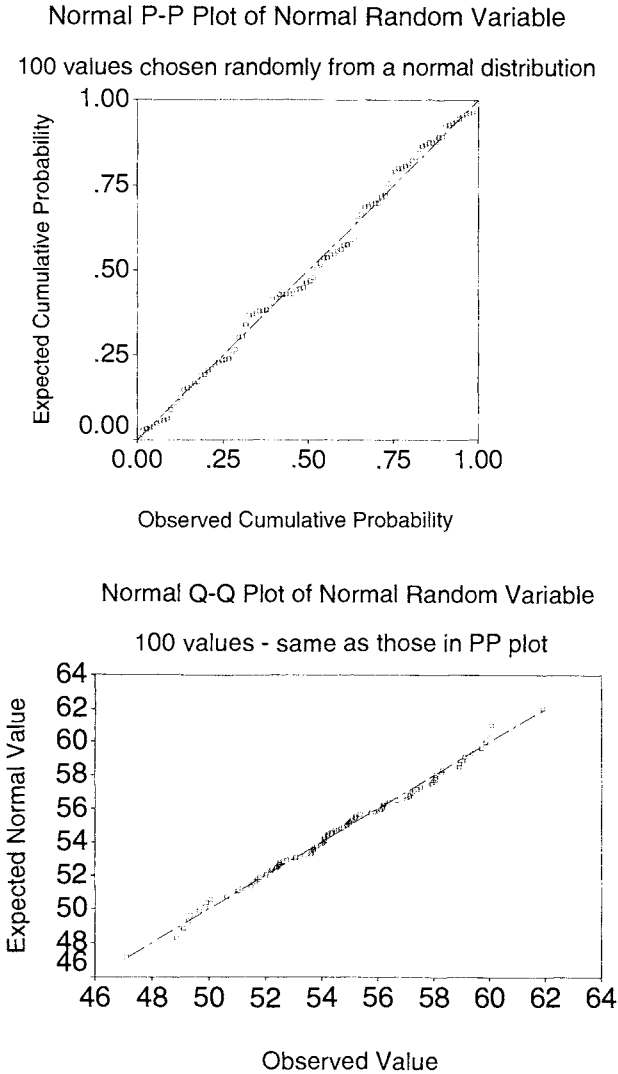 Normal P-P Plot of Normal Random Variable
100 values chosen randomly from a normal distribution
1.00
.75
.50
.25
0.00
Expected Cumulative Probability
0.00 .25 .50 .75 1.00
Observed Cumulative Probability
Normal Q-Q Plot of Normal Random Variable
100 values - same as those in PP plot
64
62
60
58
56
54
52
50
48
46
Expected Normal Value
46 48 50 52 54 56 58 60 62 64
Observed Value